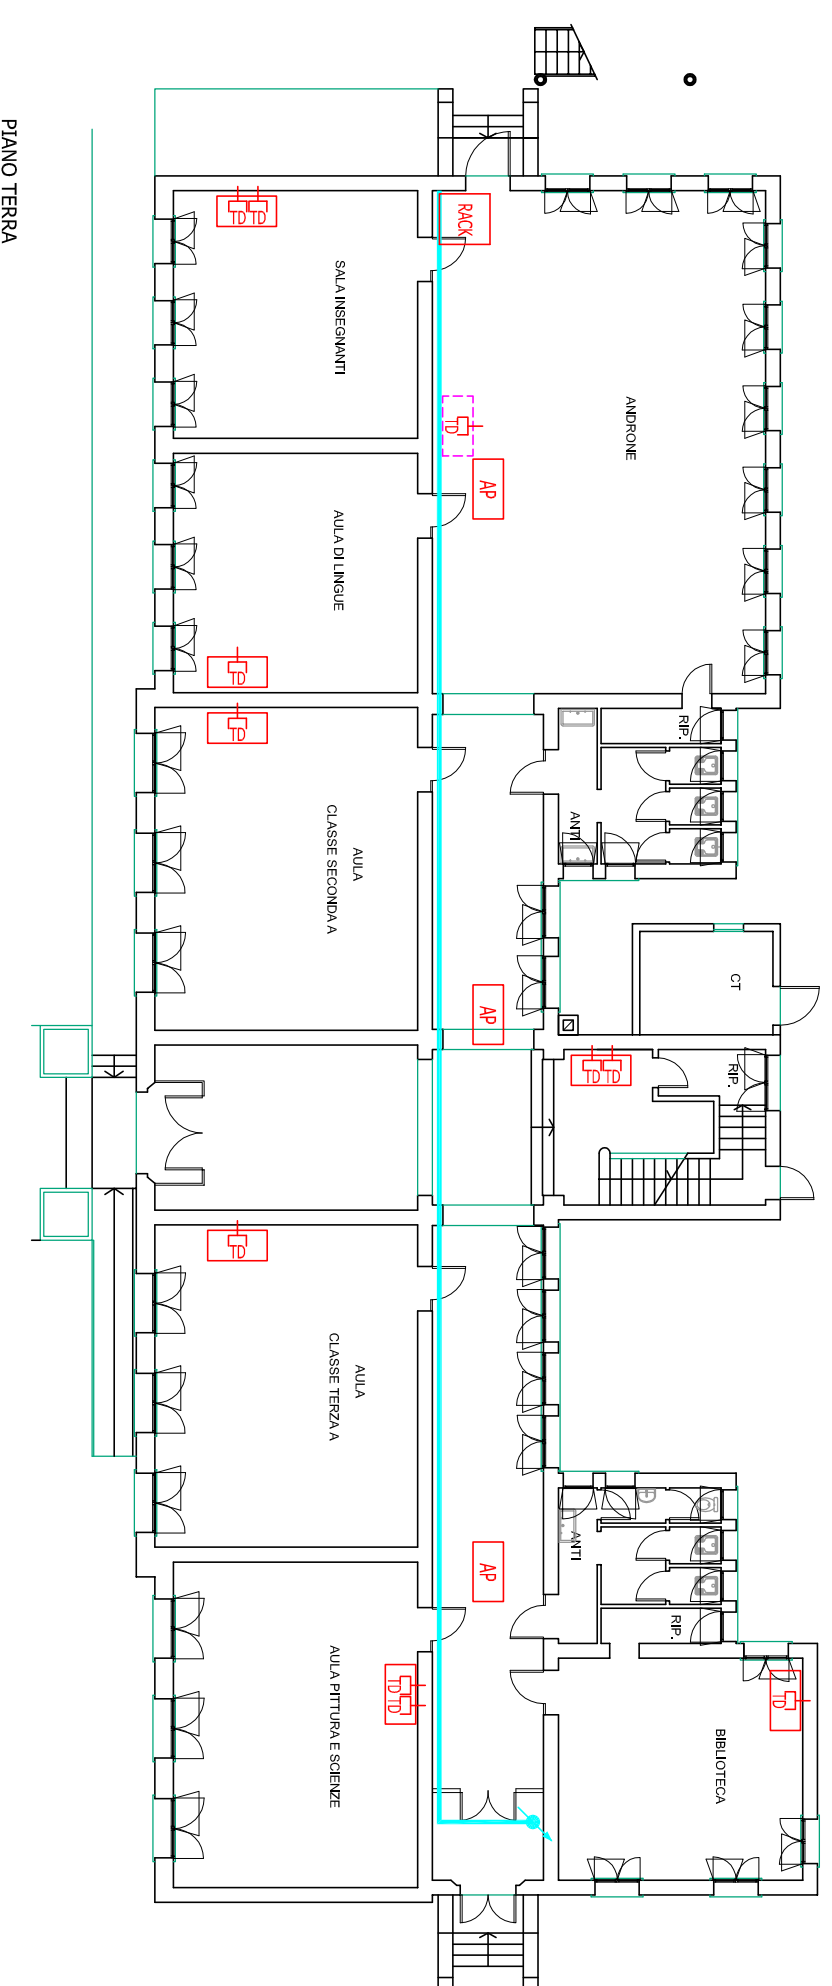 PIANO TERRA
ANDRONE
RACK
TD
AP
SALA INSEGNANTI
TD TD
AULA DI LINGUE
TD
RIP.
ANTI
AULA
CLASSE SECONDA A
TD
AP
CT
RIP.
TD TD
AULA
CLASSE TERZA A
TD
AP
ANTI
RIP.
AULA PITTURA E SCIENZE
TD TD
BIBLIOTECA
TD